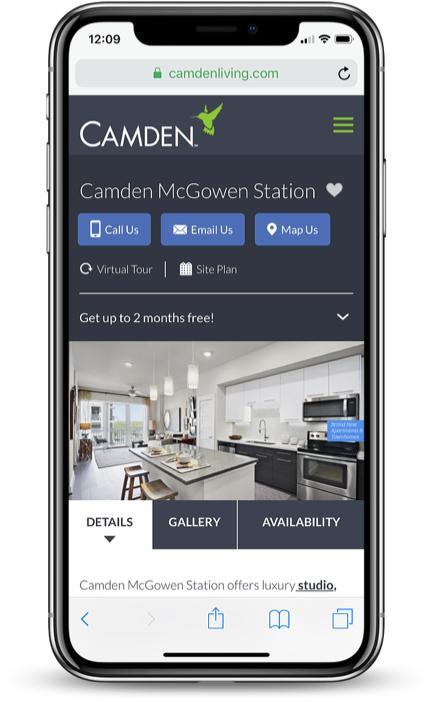 12:09
camdenliving.com
CAMDEN™
Camden McGowen Station
Call Us
Email Us
Map Us
Virtual Tour
Site Plan
Get up to 2 months free!
Brand New
Apartments &
Townhomes
DETAILS
GALLERY
AVAILABILITY
Camden McGowen Station offers luxury studio,